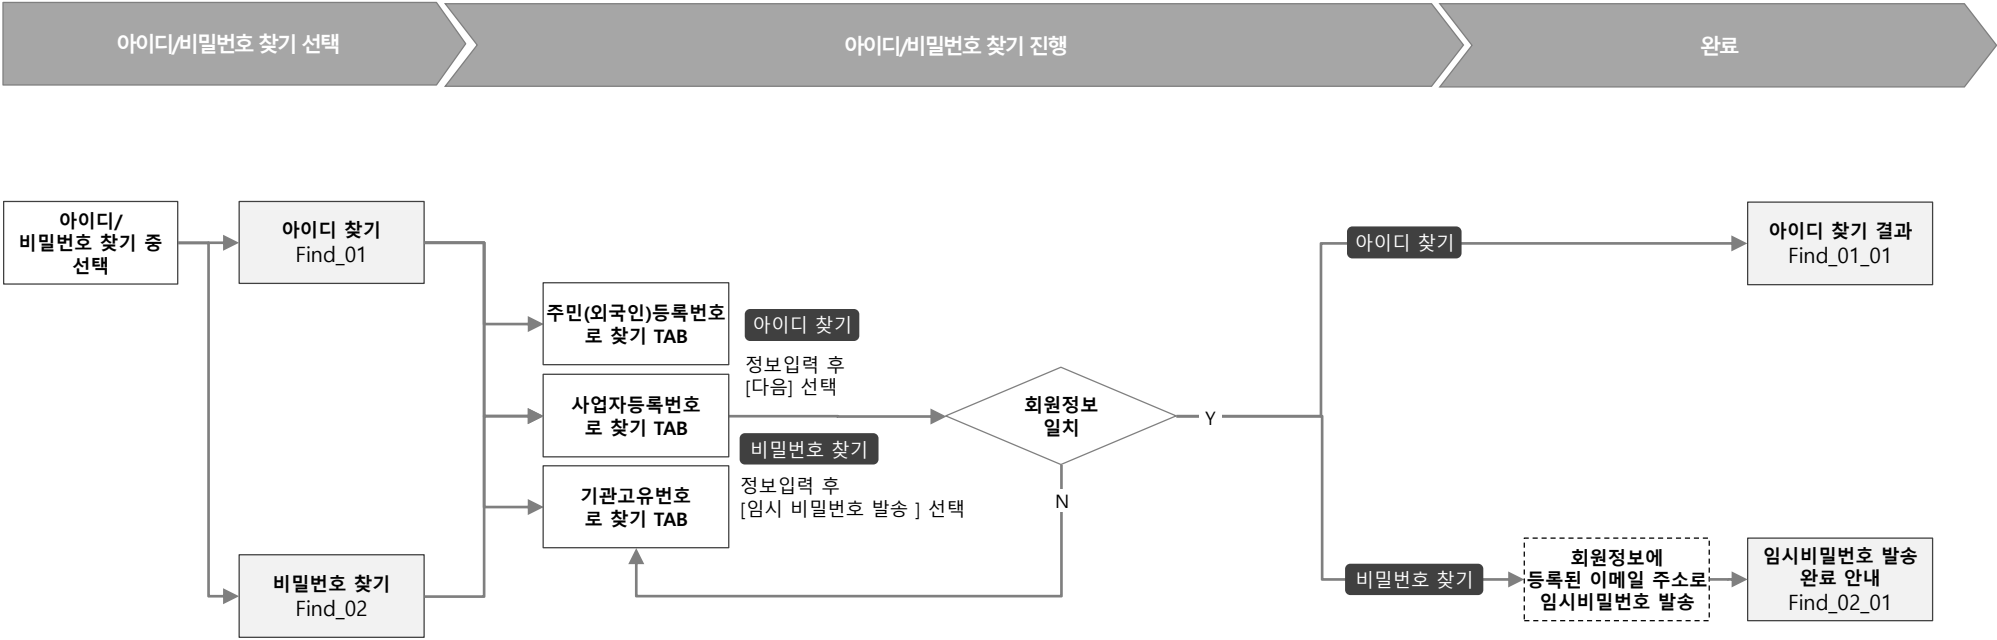 아이디/비밀번호 찾기 선택
아이디/비밀번호 찾기 진행
완료
아이디/
비밀번호 찾기 중
선택
아이디 찾기
Find_01
비밀번호 찾기
Find_02
주민(외국인)등록번호
로 찾기 TAB
사업자등록번호
로 찾기 TAB
기관고유번호
로 찾기 TAB
아이디 찾기
정보입력 후
[다음] 선택
비밀번호 찾기
정보입력 후
[임시 비밀번호 발송 ] 선택
회원정보
일치
Y
N
아이디 찾기
아이디 찾기 결과
Find_01_01
비밀번호 찾기
회원정보에
등록된 이메일 주소로
임시비밀번호 발송
임시비밀번호 발송
완료 안내
Find_02_01